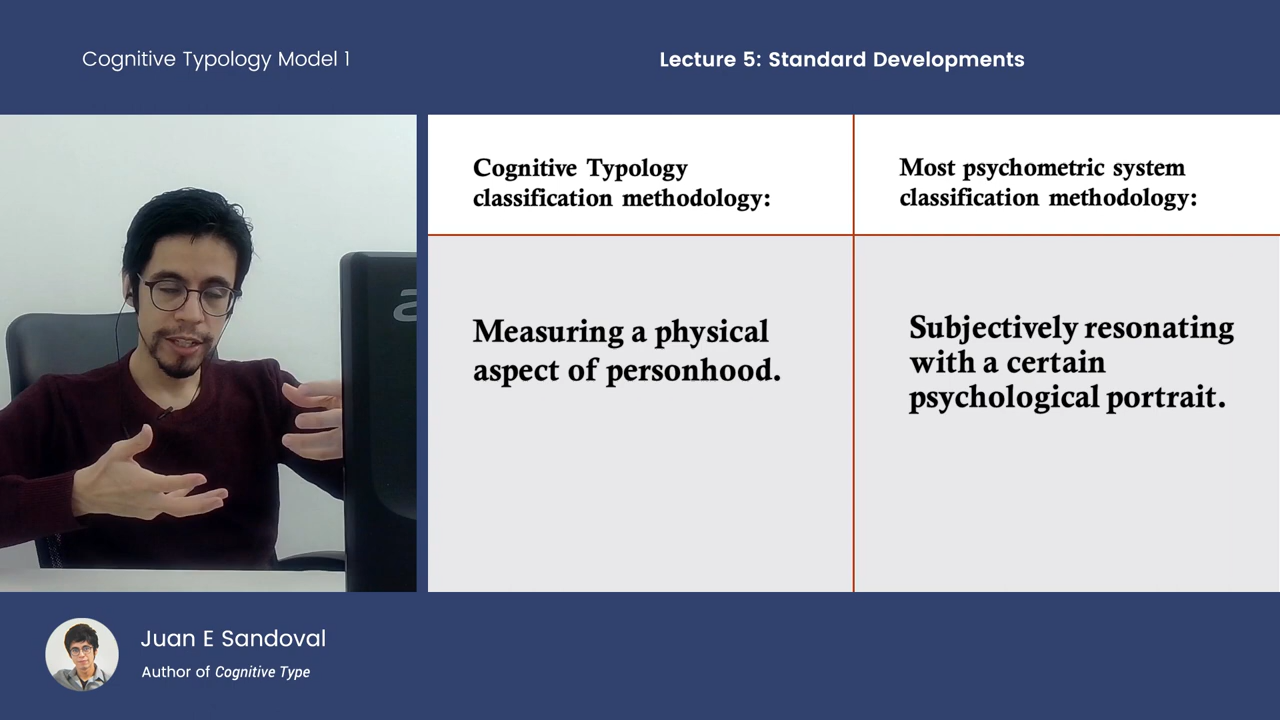 Cognitive Typology Model 1
Lecture 5: Standard Developments
Cognitive Typology
classification methodology:
Most psychometric system
classification methodology:
Measuring a physical
aspect of personhood.
Subjectively resonating
with a certain
psychological portrait.
Juan E Sandoval
Author of Cognitive Type